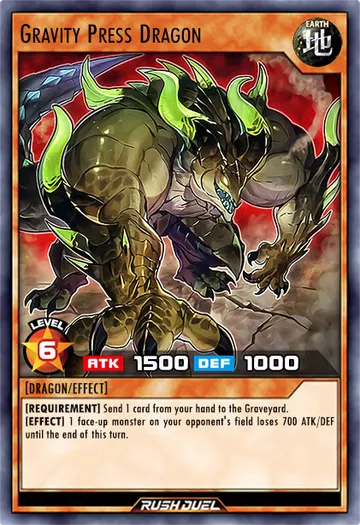 GRAVITY PRESS DRAGON
EARTH
地
LEVEL
6
ATK 1500 DEF 1000
[DRAGON/EFFECT]
[REQUIREMENT] Send 1 card from your hand to the Graveyard.
[EFFECT] 1 face-up monster on your opponent's field loses 700 ATK/DEF
until the end of this turn.
RUSH DUEL